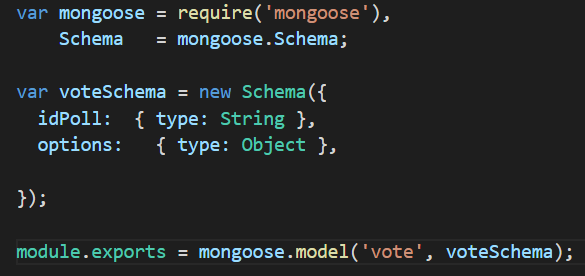 var mongoose = require('mongoose'),
    Schema   = mongoose.Schema;

var voteSchema = new Schema({
  idPoll:  { type: String },
  options:   { type: Object },

});

module.exports = mongoose.model('vote', voteSchema);